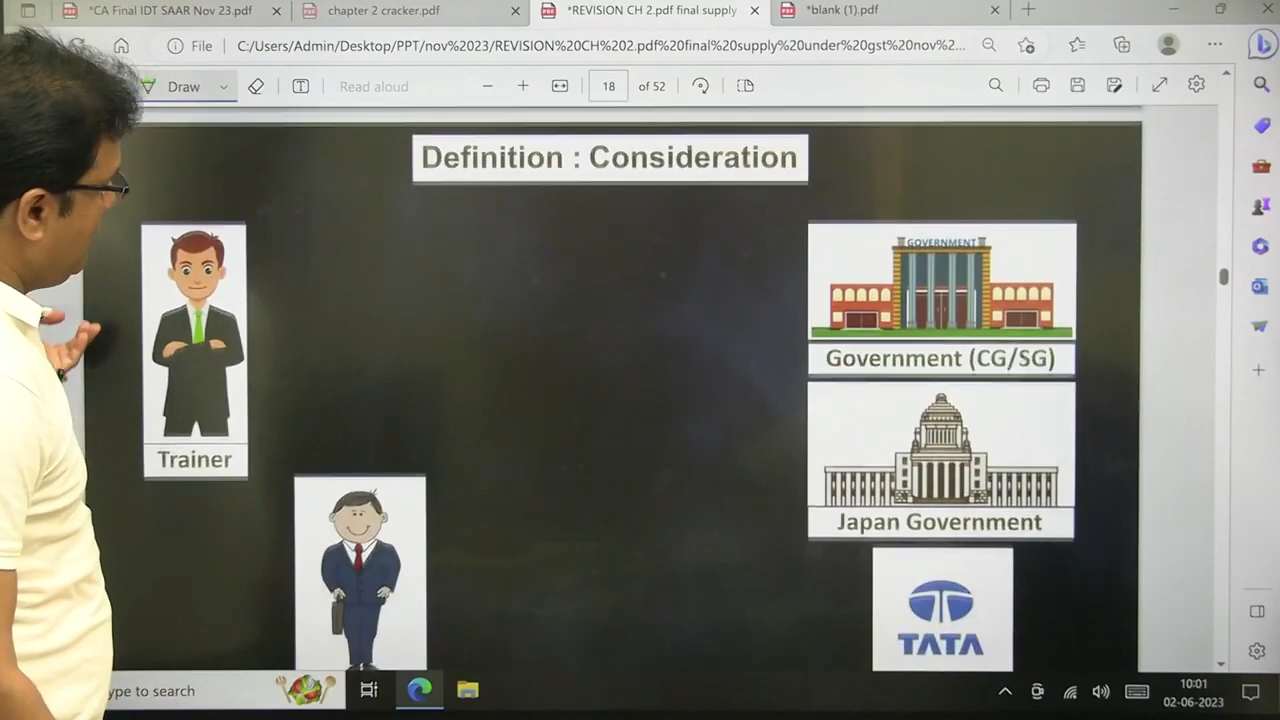 *CA Final IDT SAAR Nov 23.pdf
chapter 2 cracker.pdf
*REVISION CH 2.pdf final supply
*blank (1).pdf
File
C:/Users/Admin/Desktop/PPT/nov%2023/REVISION%20CH%202.pdf%20final%20supply%20under%20gst%20nov%2...
Draw
Read aloud
18 of 52
Definition : Consideration
GOVERNMENT
Government (CG/SG)
Trainer
Japan Government
TATA
ype to search
10:01
02-06-2023